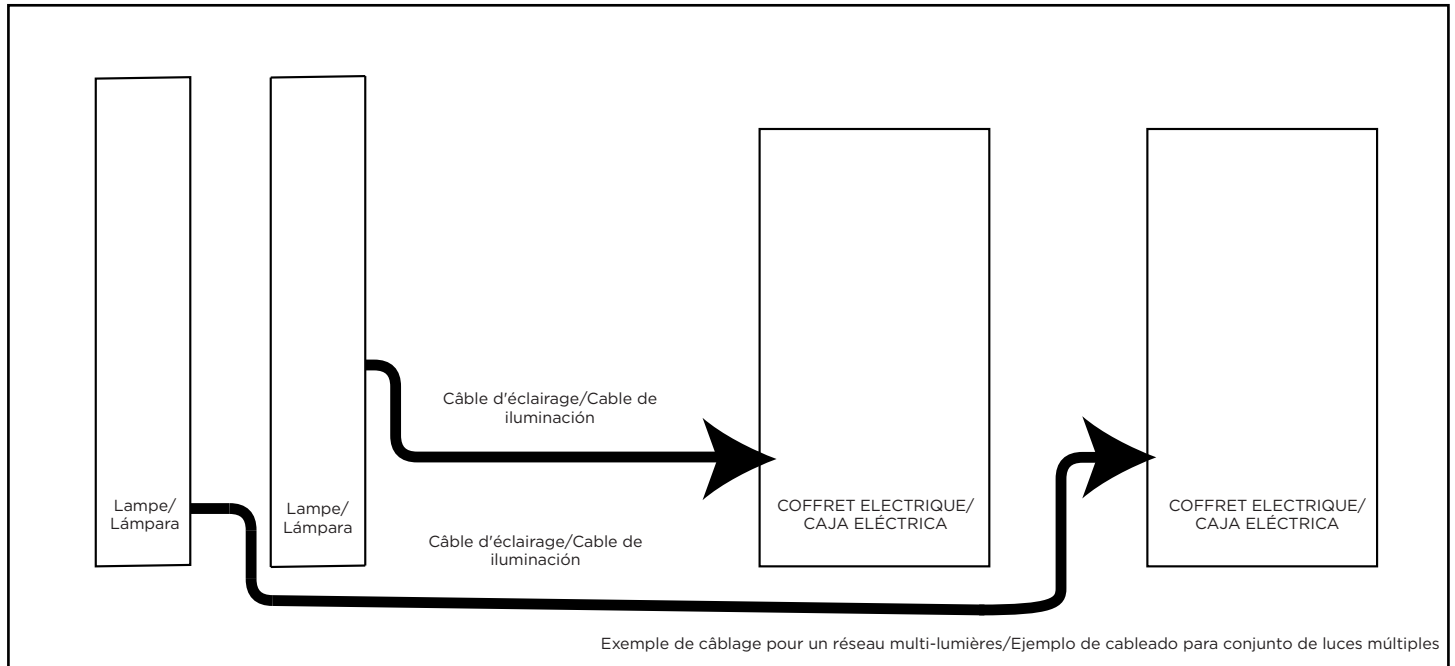 Câble d'éclairage/Cable de
iluminación
Lampe/
Lámpara
Lampe/
Lámpara
COFFRET ELECTRIQUE/
CAJA ELÉCTRICA
COFFRET ELECTRIQUE/
CAJA ELÉCTRICA
Câble d'éclairage/Cable de
iluminación
Exemple de câblage pour un réseau multi-lumières/Ejemplo de cableado para conjunto de luces múltiples